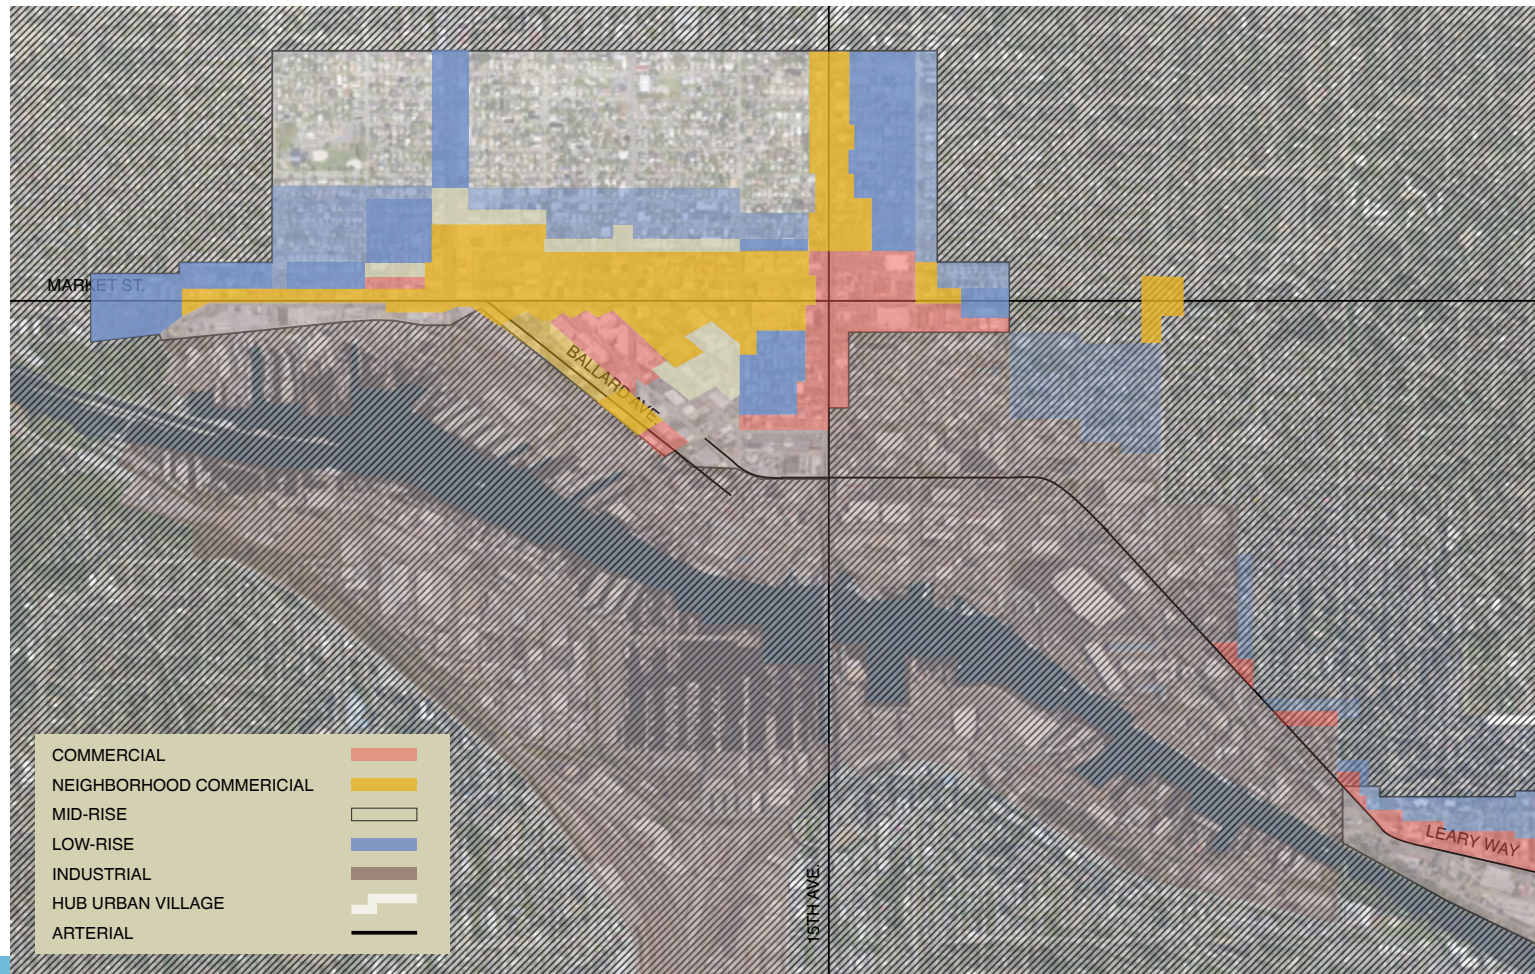 MARKET ST.
BALLARD AVE.
LEARY WAY
15TH AVE.
COMMERCIAL
NEIGHBORHOOD COMMERICIAL
MID-RISE
LOW-RISE
INDUSTRIAL
HUB URBAN VILLAGE
ARTERIAL